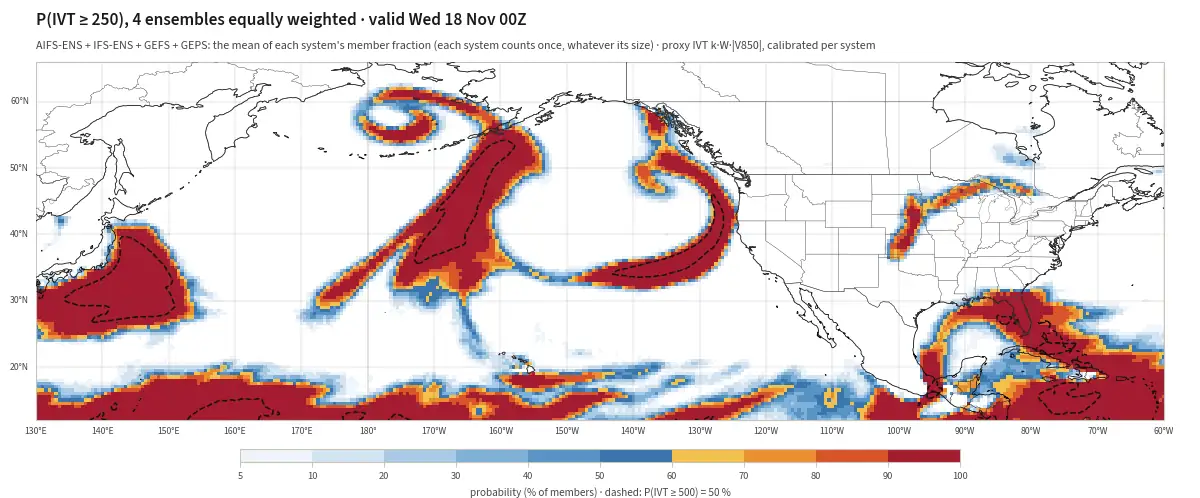 P(IVT ≥ 250), 4 ensembles equally weighted · valid Wed 18 Nov 00Z
AIFS-ENS + IFS-ENS + GEFS + GEPS: the mean of each system's member fraction (each system counts once, whatever its size) · proxy IVT k·W·|V850|, calibrated per system
60°N
50°N
40°N
30°N
20°N
130°E 140°E 150°E 160°E 170°E 180° 170°W 160°W 150°W 140°W 130°W 120°W 110°W 100°W 90°W 80°W 70°W 60°W
5 10 20 30 40 50 60 70 80 90 100
probability (% of members) · dashed: P(IVT ≥ 500) = 50 %